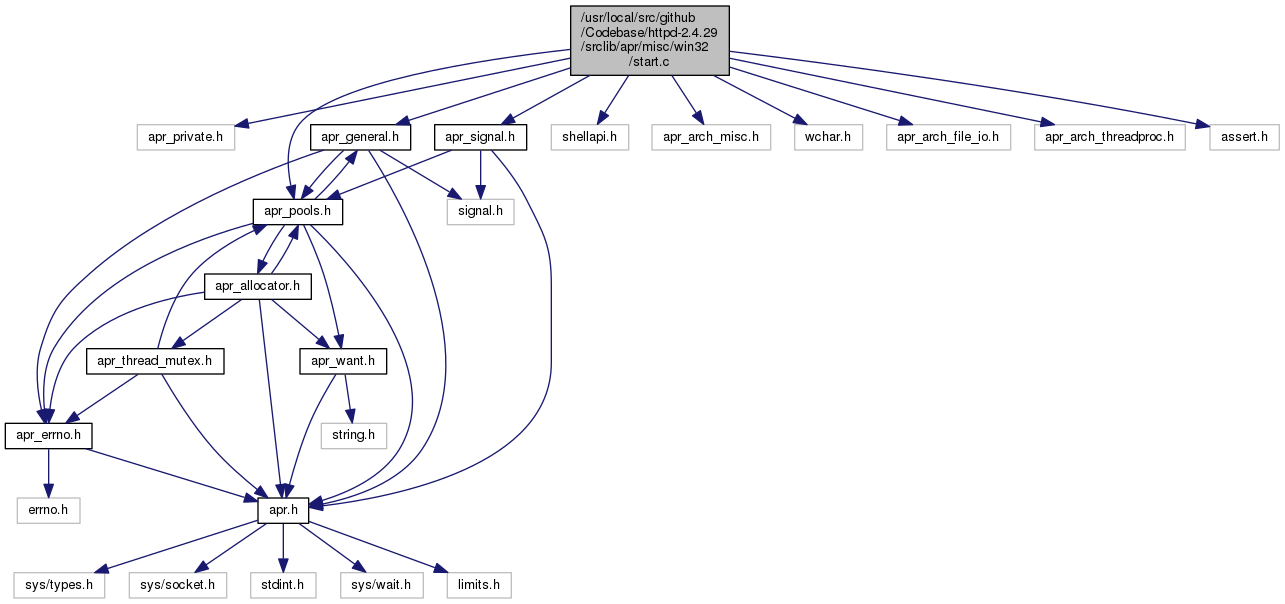 /usr/local/src/github
/Codebase/httpd-2.4.29
/srclib/apr/misc/win32
/start.c
apr_private.h
apr_general.h
apr_signal.h
shellapi.h
apr_arch_misc.h
wchar.h
apr_arch_file_io.h
apr_arch_threadproc.h
assert.h
apr_pools.h
signal.h
apr_allocator.h
apr_thread_mutex.h
apr_want.h
apr_errno.h
string.h
errno.h
apr.h
sys/types.h
sys/socket.h
stdint.h
sys/wait.h
limits.h